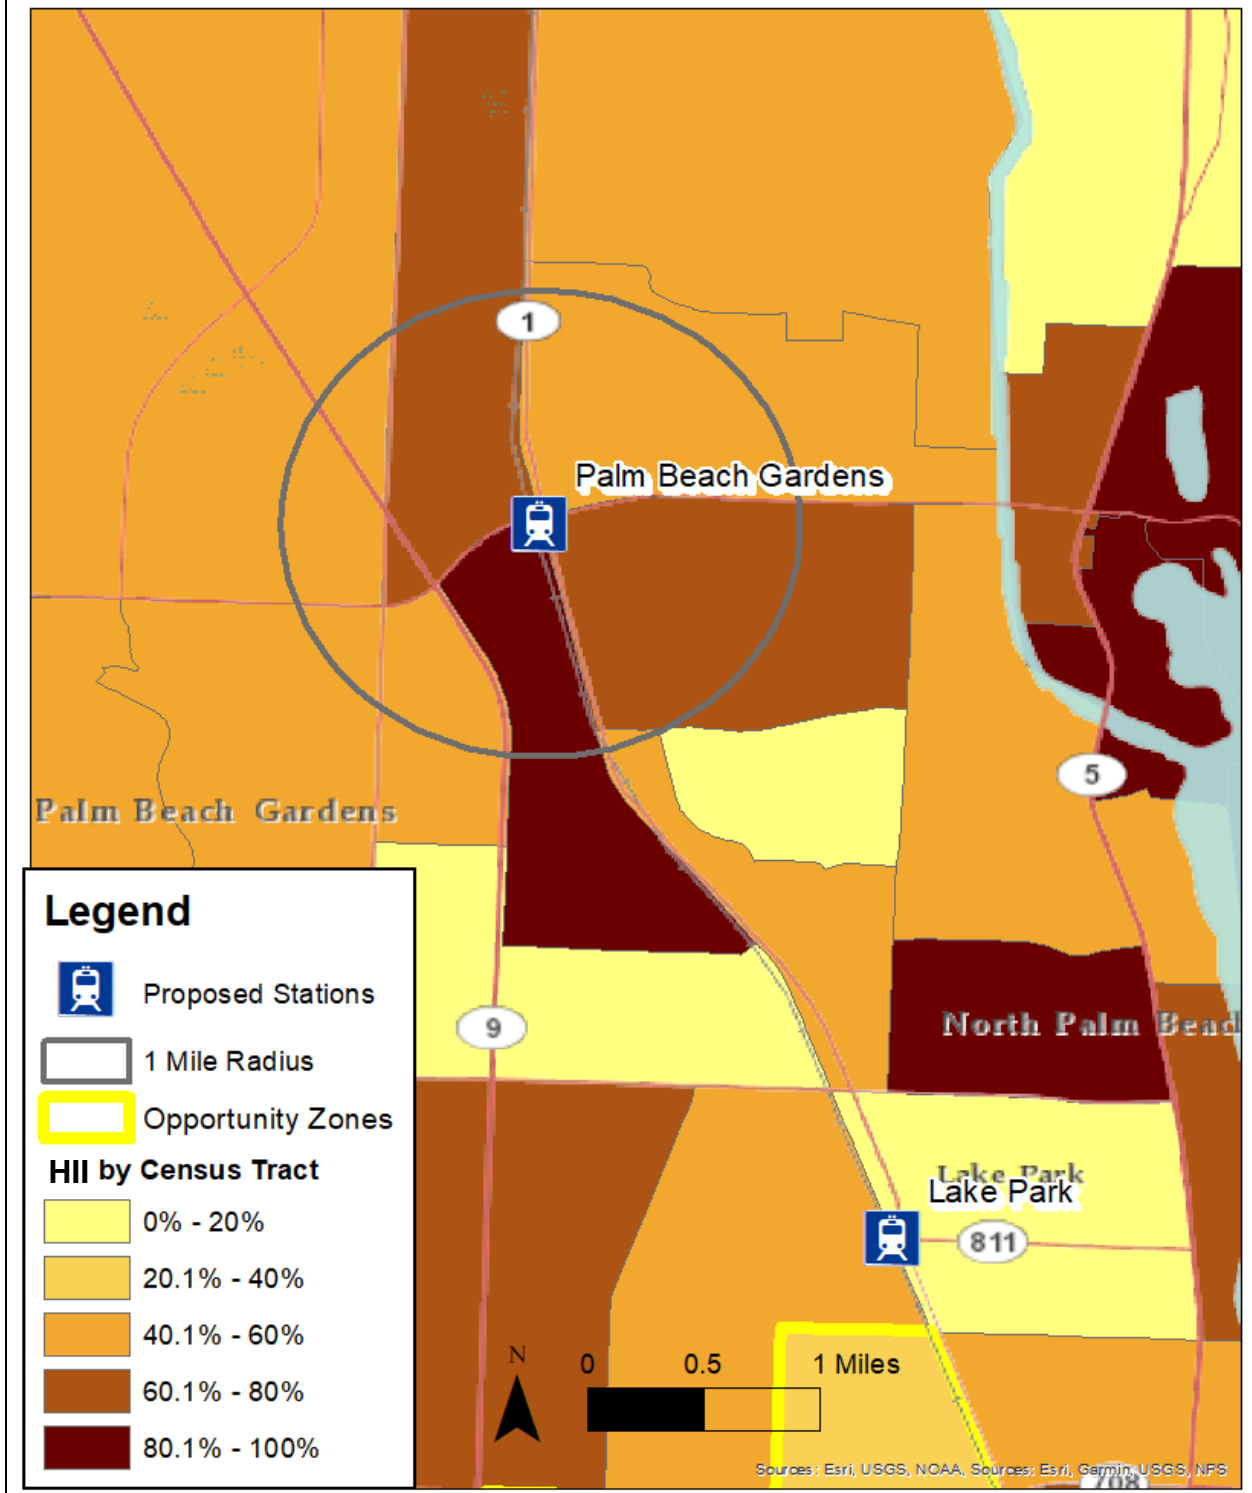 1
Palm Beach Gardens
5
Palm Beach Gardens
Legend
Proposed Stations
1 Mile Radius
Opportunity Zones
HII by Census Tract
0% - 20%
20.1% - 40%
40.1% - 60%
60.1% - 80%
80.1% - 100%
9
North Palm Beac
Lake Park
Lake Park
811
N
0 0.5 1 Miles
Sources: Esri, USGS, NOAA, Sources: Esri, Garmin, USGS, NPS
708